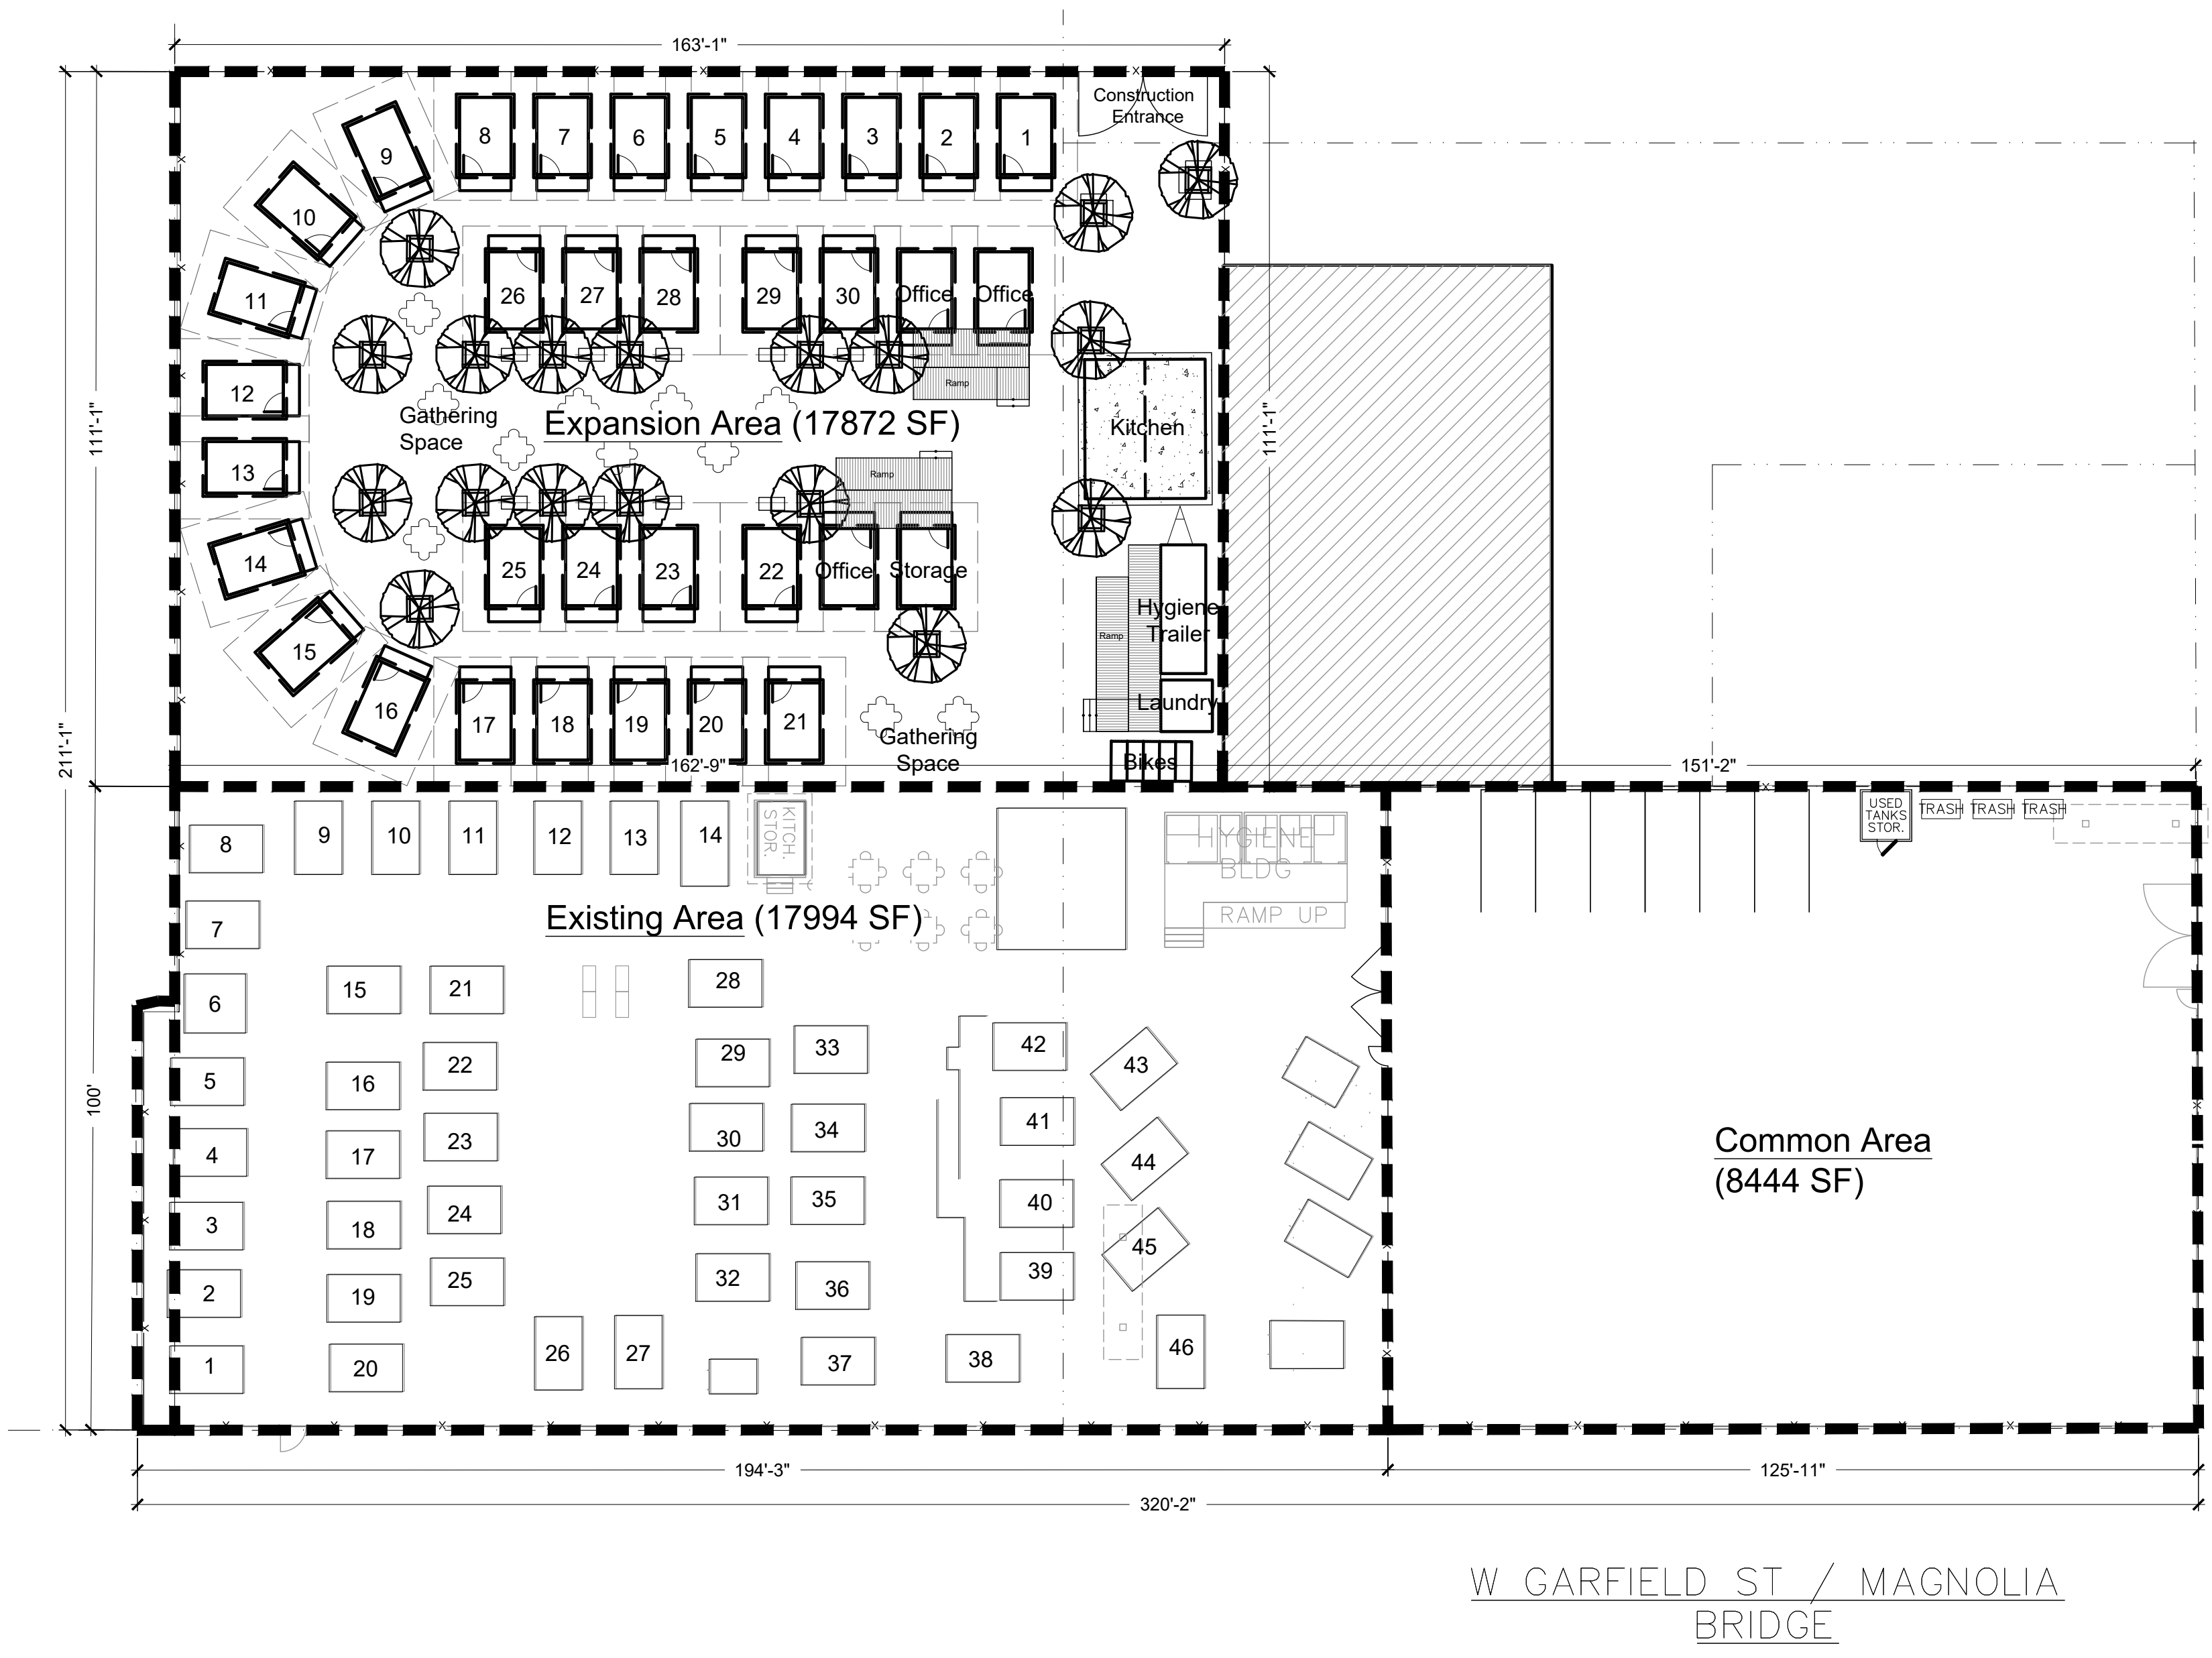 163'-1"
Construction
Entrance
8 7 6 5 4 3 2 1
9
10
11
12
13
14
15
16
26 27 28 29 30 Office Office
Ramp
Gathering
Space
Expansion Area (17872 SF)
Kitchen
111'-1"
111'-1"
211'-1"
Ramp
25 24 23 22 Office Storage
Hygiene
Trailer
Ramp
Laundry
17 18 19 20 21
Gathering
Space
Bikes
162'-9"
151'-2"
8 9 10 11 12 13 14
KITCH.
STOR.
HYGIENE
BLDG
RAMP UP
USED
TANKS
STOR.
TRASH TRASH TRASH
Existing Area (17994 SF)
7
6 15 21 28
5 16 22 29 33 42 43
4 17 23 30 34 41 44
3 18 24 31 35 40 45
2 19 25 32 36 39
1 20 26 27 37 38 46
100'
Common Area
(8444 SF)
194'-3"
125'-11"
320'-2"
W GARFIELD ST / MAGNOLIA
BRIDGE